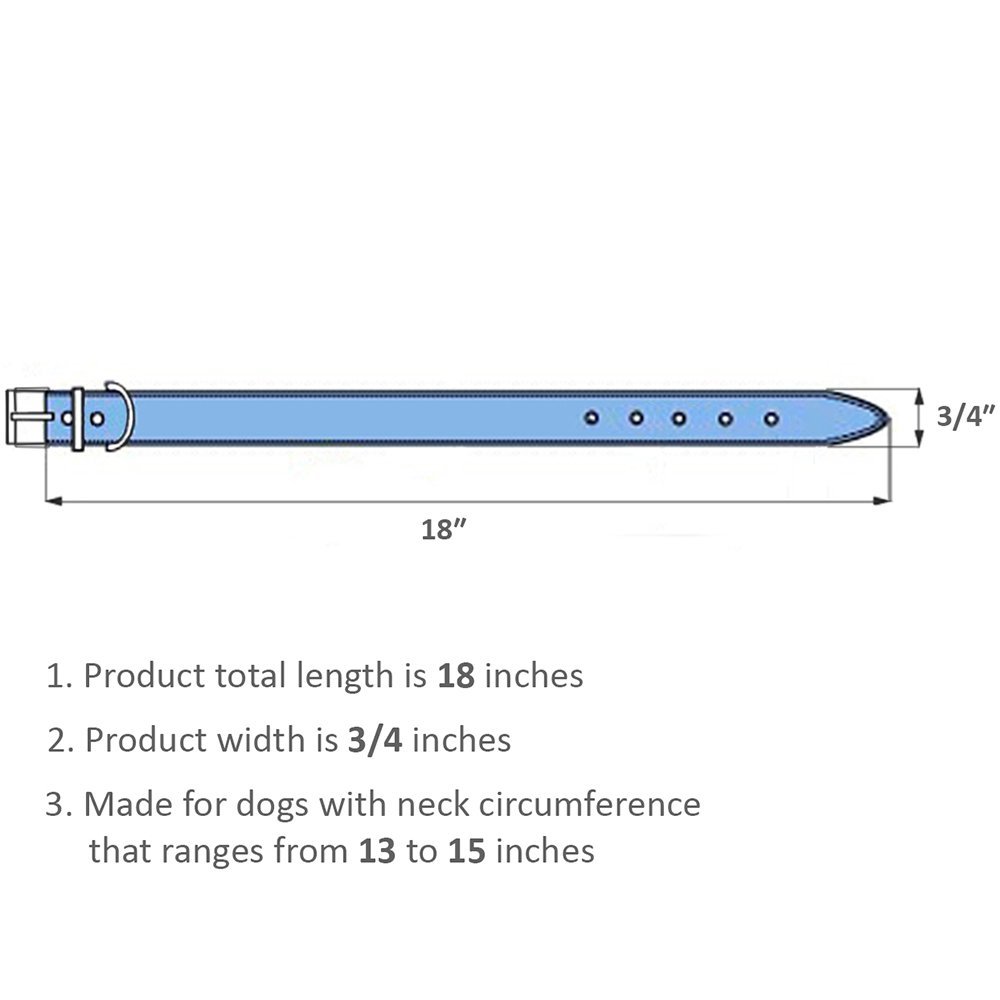 3/4″
18″
1. Product total length is 18 inches
2. Product width is 3/4 inches
3. Made for dogs with neck circumference
that ranges from 13 to 15 inches